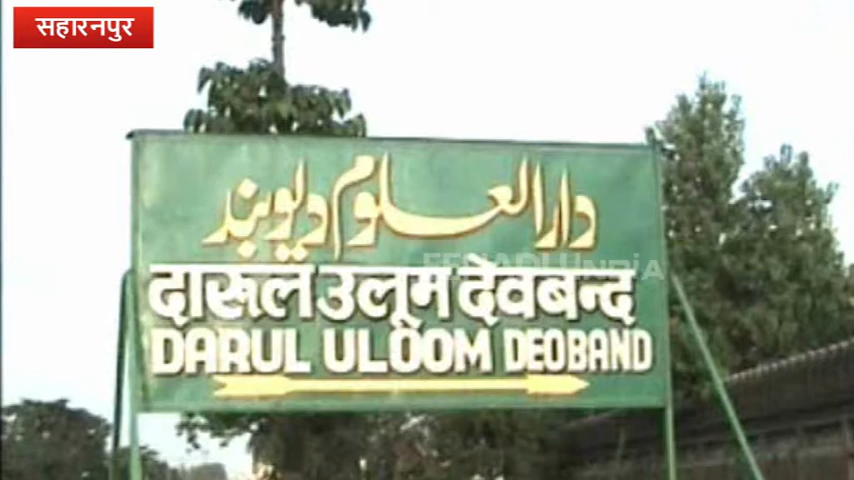 सहारनपुर
دارالعلوم دیوبند
दारूल उलूम देवबन्द
DARUL ULOOM DEOBAND